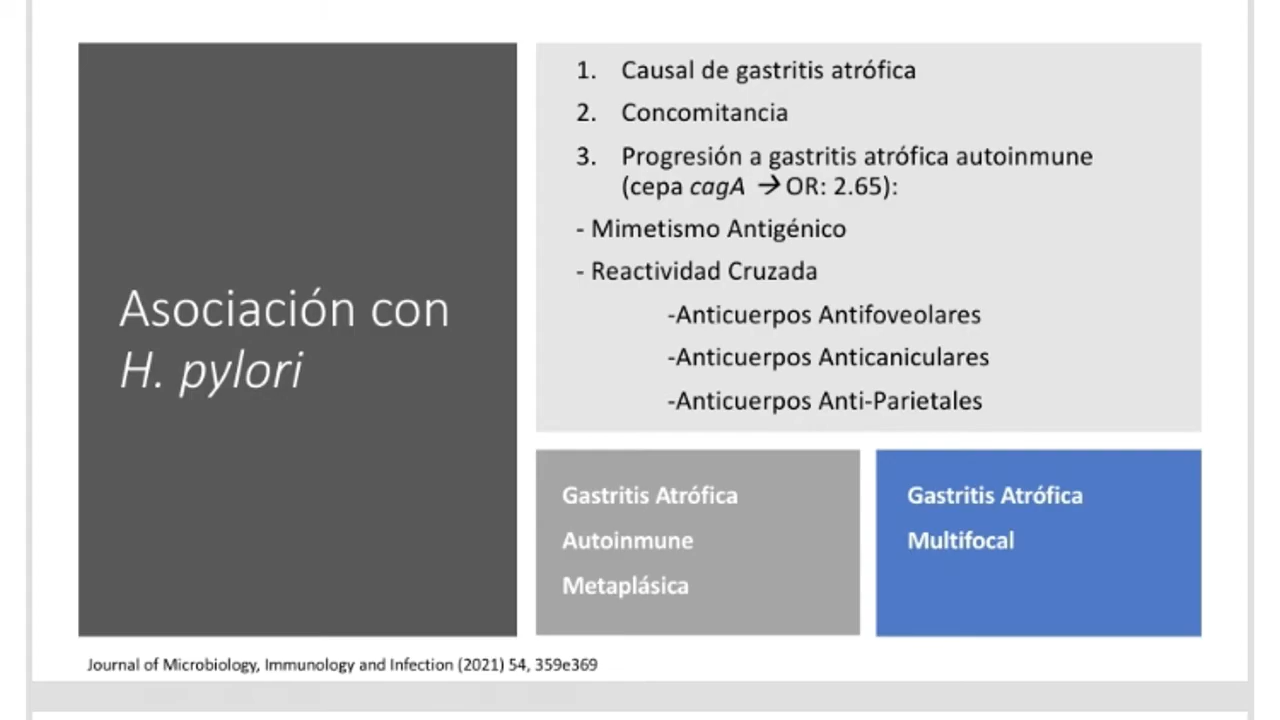 Asociación con
H. pylori
1. Causal de gastritis atrófica
2. Concomitancia
3. Progresión a gastritis atrófica autoinmune
(cepa cagA → OR: 2.65):
- Mimetismo Antigénico
- Reactividad Cruzada
-Anticuerpos Antifoveolares
-Anticuerpos Anticaniculares
-Anticuerpos Anti-Parietales
Gastritis Atrófica
Autoinmune
Metaplásica
Gastritis Atrófica
Multifocal
Journal of Microbiology, Immunology and Infection (2021) 54, 359e369